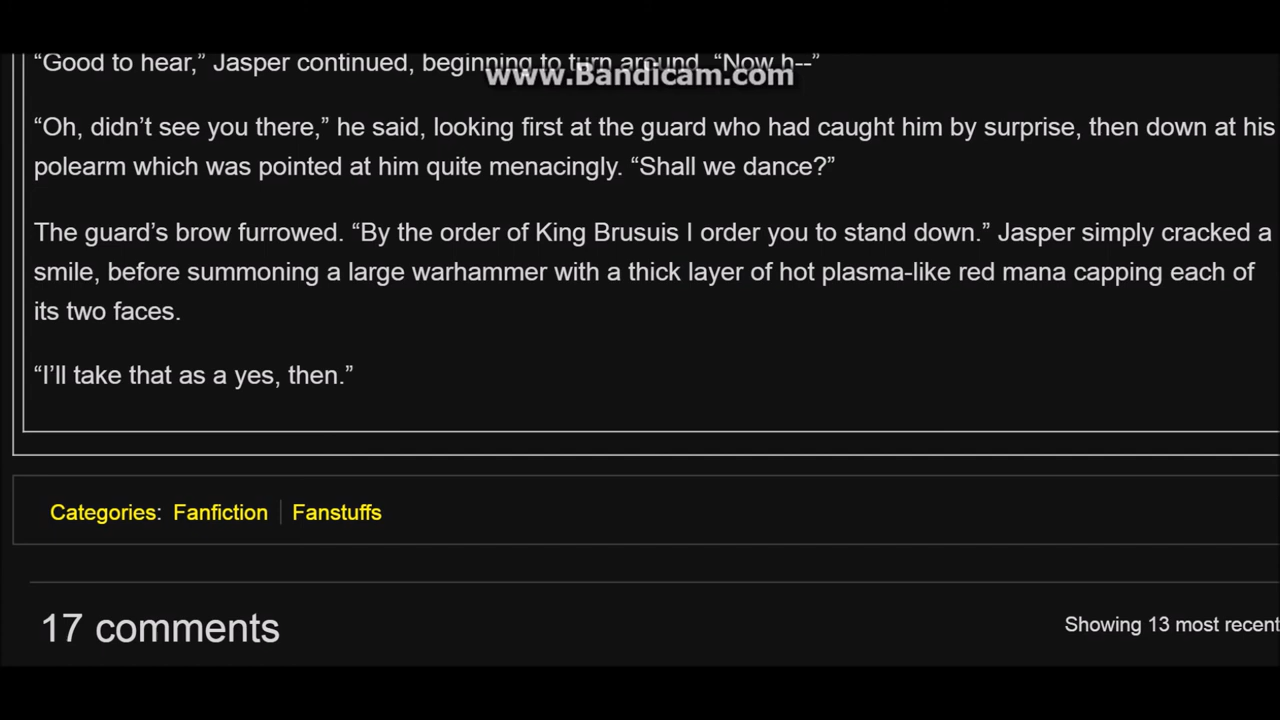 “Good to hear,” Jasper continued, beginning to turn around. “Now h--”
www.Bandicam.com
“Oh, didn’t see you there,” he said, looking first at the guard who had caught him by surprise, then down at his
polearm which was pointed at him quite menacingly. “Shall we dance?”
The guard’s brow furrowed. “By the order of King Brusuis I order you to stand down.” Jasper simply cracked a
smile, before summoning a large warhammer with a thick layer of hot plasma-like red mana capping each of
its two faces.
“I’ll take that as a yes, then.”
Categories: Fanfiction Fanstuffs
17 comments
Showing 13 most recent